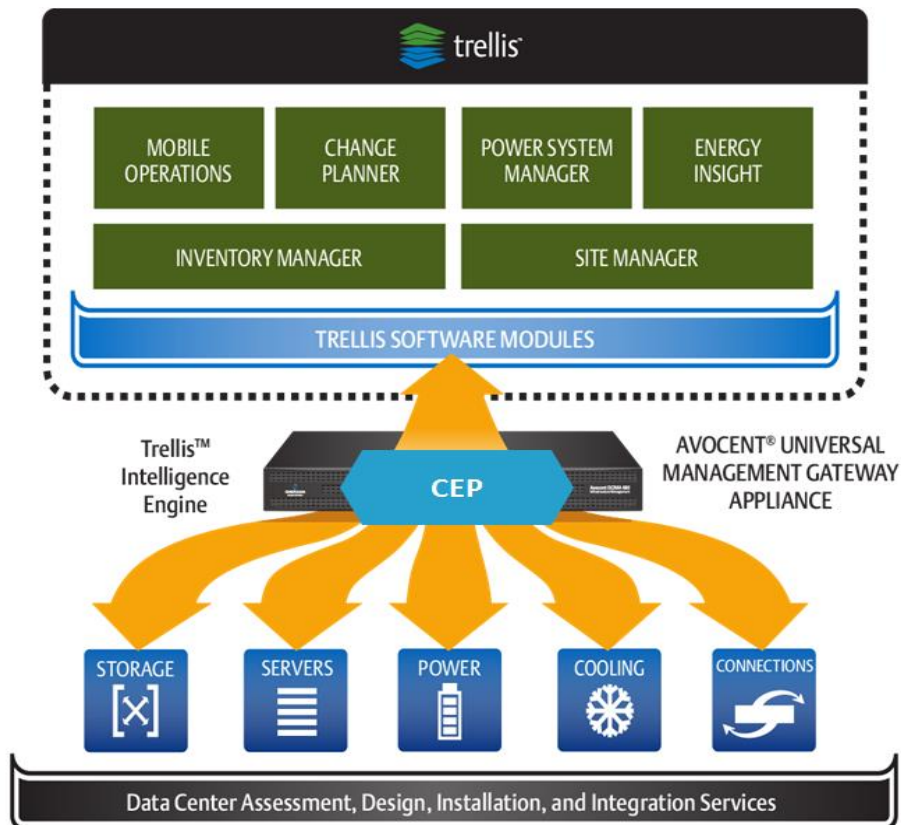 trellis™
MOBILE
OPERATIONS
CHANGE
PLANNER
POWER SYSTEM
MANAGER
ENERGY
INSIGHT
INVENTORY MANAGER
SITE MANAGER
TRELLIS SOFTWARE MODULES
Trellis™
Intelligence
Engine
CEP
AVOCENT® UNIVERSAL
MANAGEMENT GATEWAY
APPLIANCE
STORAGE
SERVERS
POWER
COOLING
CONNECTIONS
Data Center Assessment, Design, Installation, and Integration Services